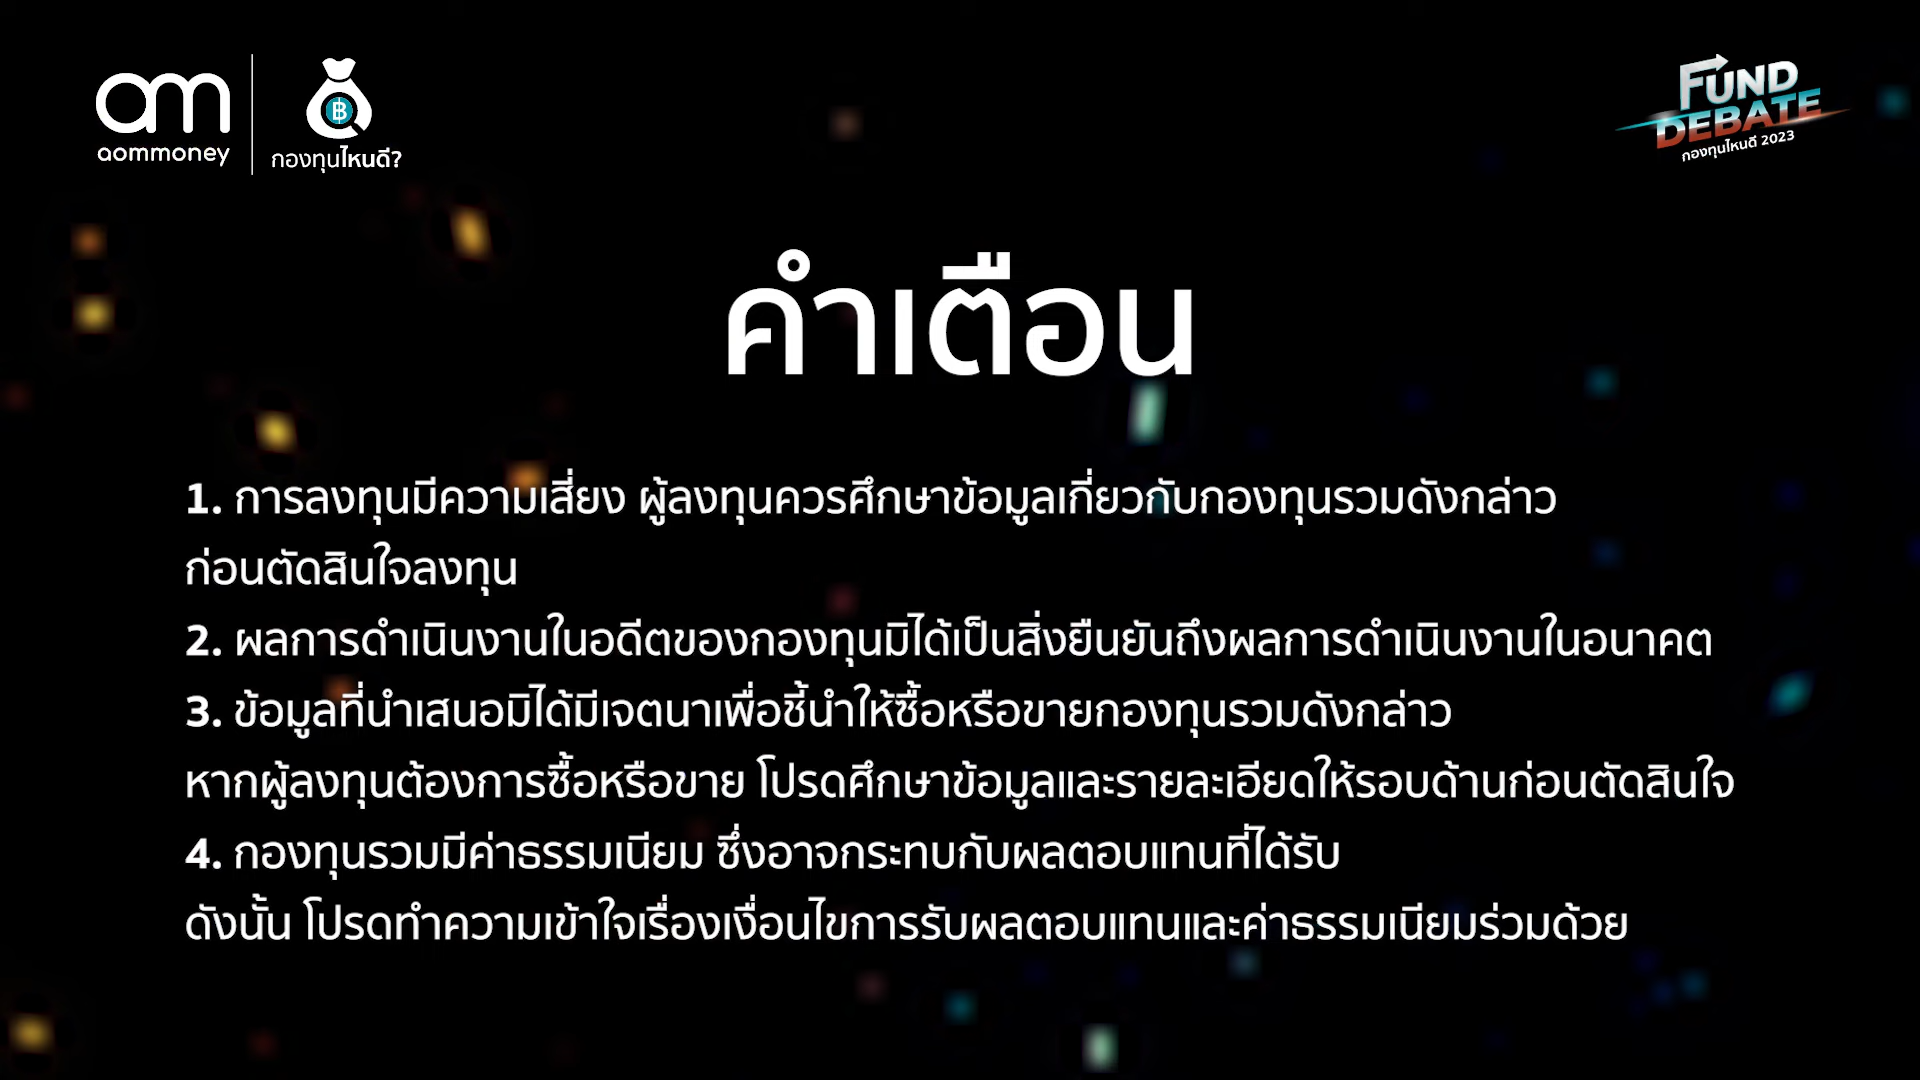 am
aommoney
฿
กองทุนไหนดี?
FUND
DEBATE
กองทุนไหนดี 2023
คำเตือน
1. การลงทุนมีความเสี่ยง ผู้ลงทุนควรศึกษาข้อมูลเกี่ยวกับกองทุนรวมดังกล่าว
ก่อนตัดสินใจลงทุน
2. ผลการดำเนินงานในอดีตของกองทุนมิได้เป็นสิ่งยืนยันถึงผลการดำเนินงานในอนาคต
3. ข้อมูลที่นำเสนอมิได้มีเจตนาเพื่อชี้นำให้ซื้อหรือขายกองทุนรวมดังกล่าว
หากผู้ลงทุนต้องการซื้อหรือขาย โปรดศึกษาข้อมูลและรายละเอียดให้รอบด้านก่อนตัดสินใจ
4. กองทุนรวมมีค่าธรรมเนียม ซึ่งอาจกระทบกับผลตอบแทนที่ได้รับ
ดังนั้น โปรดทำความเข้าใจเรื่องเงื่อนไขการรับผลตอบแทนและค่าธรรมเนียมร่วมด้วย